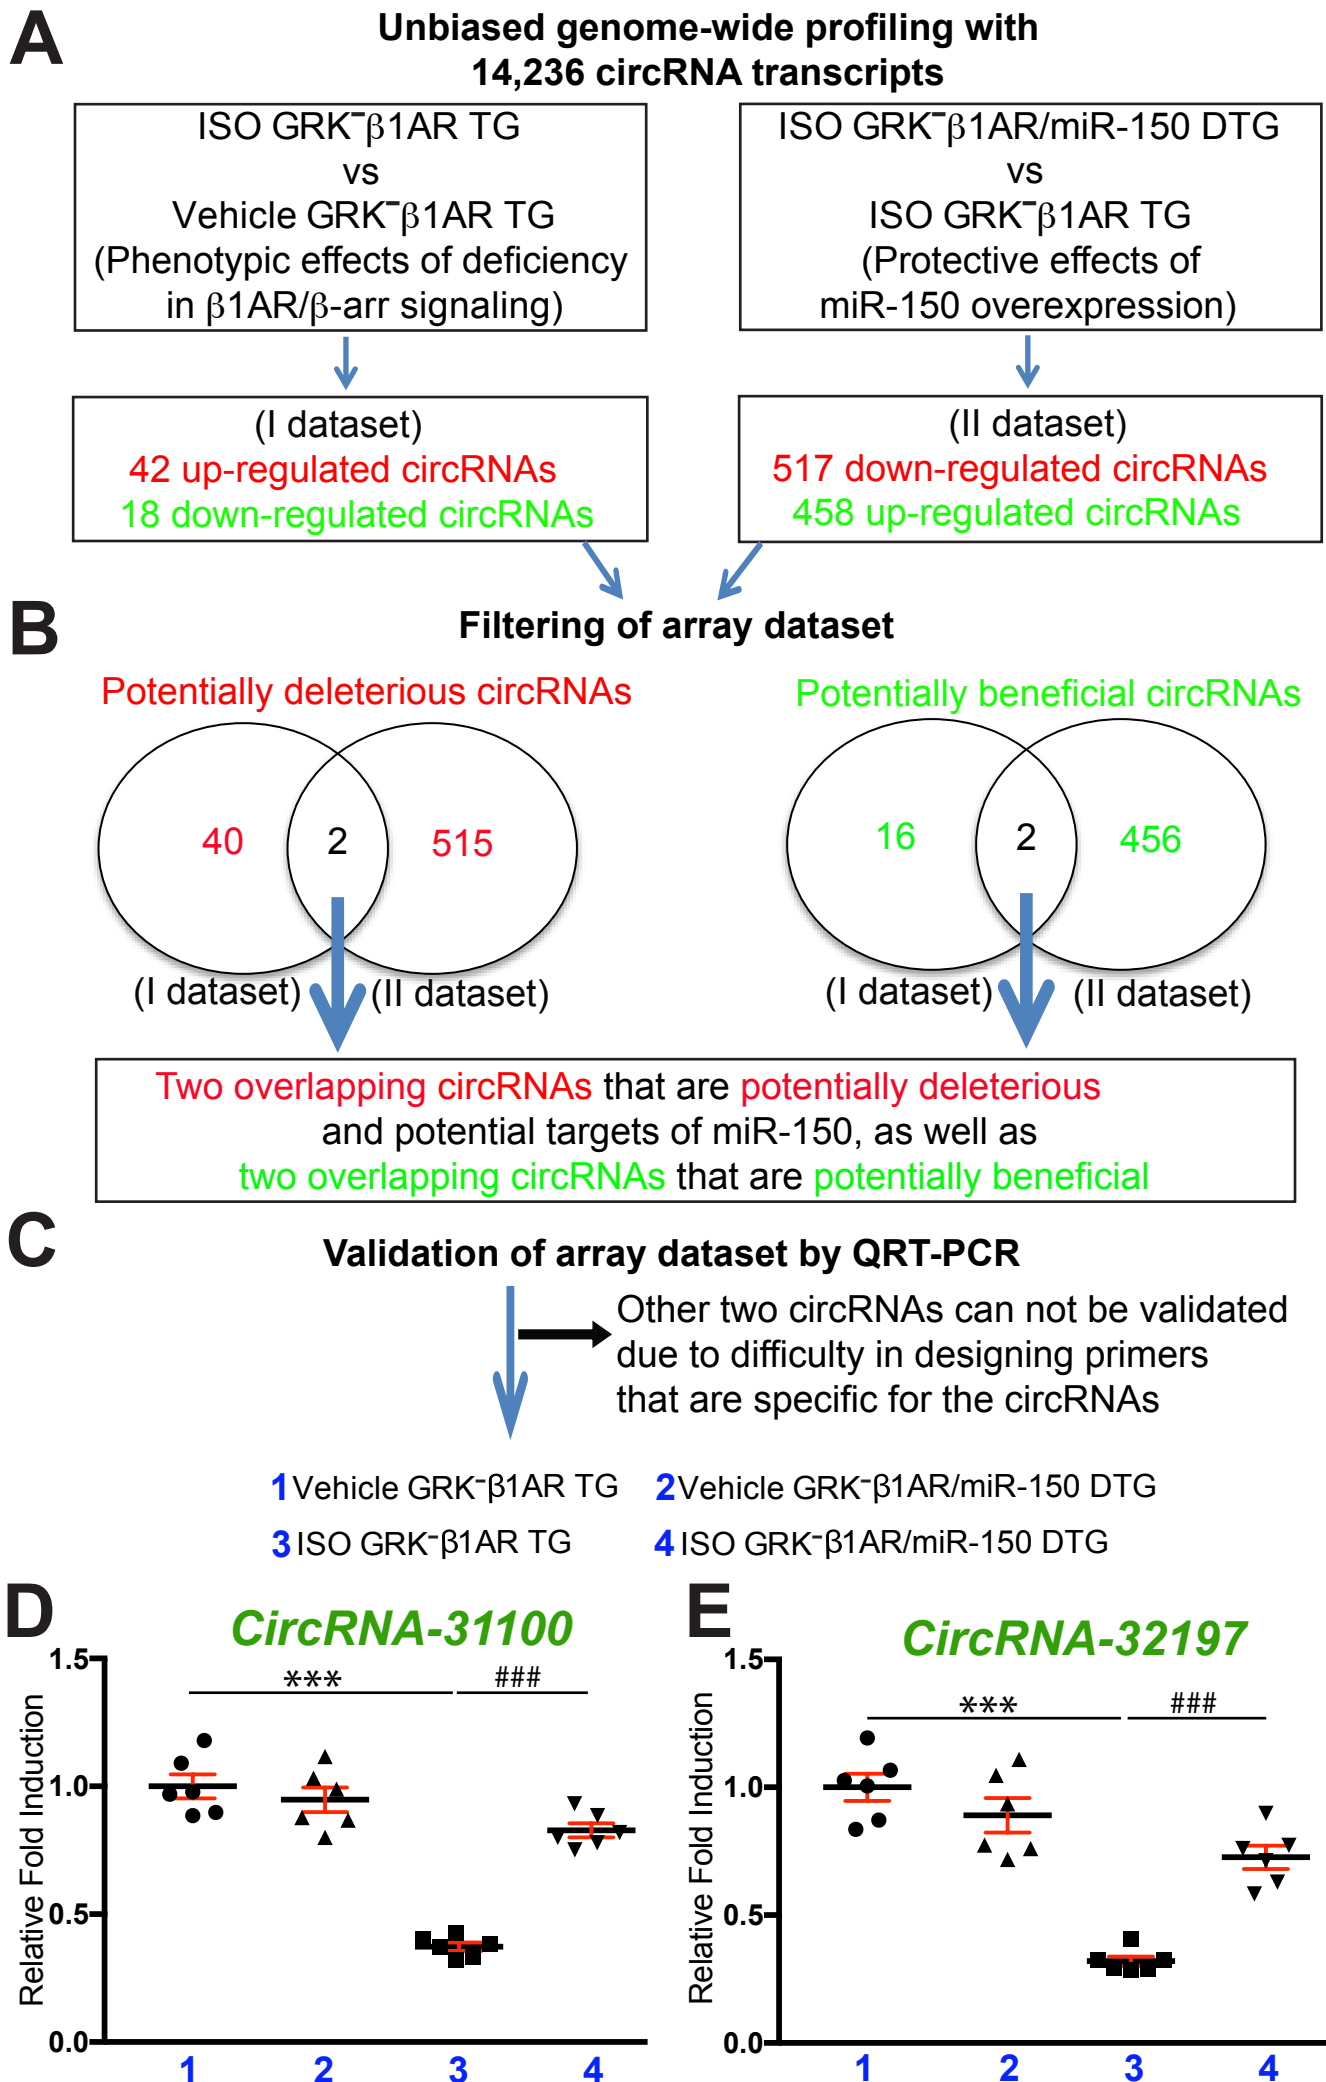 A
Unbiased genome-wide profiling with
14,236 circRNA transcripts
ISO GRK⁻β1AR TG
vs
Vehicle GRK⁻β1AR TG
(Phenotypic effects of deficiency
in β1AR/β-arr signaling)
ISO GRK⁻β1AR/miR-150 DTG
vs
ISO GRK⁻β1AR TG
(Protective effects of
miR-150 overexpression)
(I dataset)
42 up-regulated circRNAs
18 down-regulated circRNAs
(II dataset)
517 down-regulated circRNAs
458 up-regulated circRNAs
B
Filtering of array dataset
Potentially deleterious circRNAs
40 2 515
(I dataset) (II dataset)
Potentially beneficial circRNAs
16 2 456
(I dataset) (II dataset)
Two overlapping circRNAs that are potentially deleterious
and potential targets of miR-150, as well as
two overlapping circRNAs that are potentially beneficial
C
Validation of array dataset by QRT-PCR
Other two circRNAs can not be validated
due to difficulty in designing primers
that are specific for the circRNAs
1 Vehicle GRK⁻β1AR TG 2 Vehicle GRK⁻β1AR/miR-150 DTG
3 ISO GRK⁻β1AR TG 4 ISO GRK⁻β1AR/miR-150 DTG
D
CircRNA-31100
*** ###
Relative Fold Induction
1.5
1.0
0.5
0.0
1 2 3 4
E
CircRNA-32197
*** ###
Relative Fold Induction
1.5
1.0
0.5
0.0
1 2 3 4